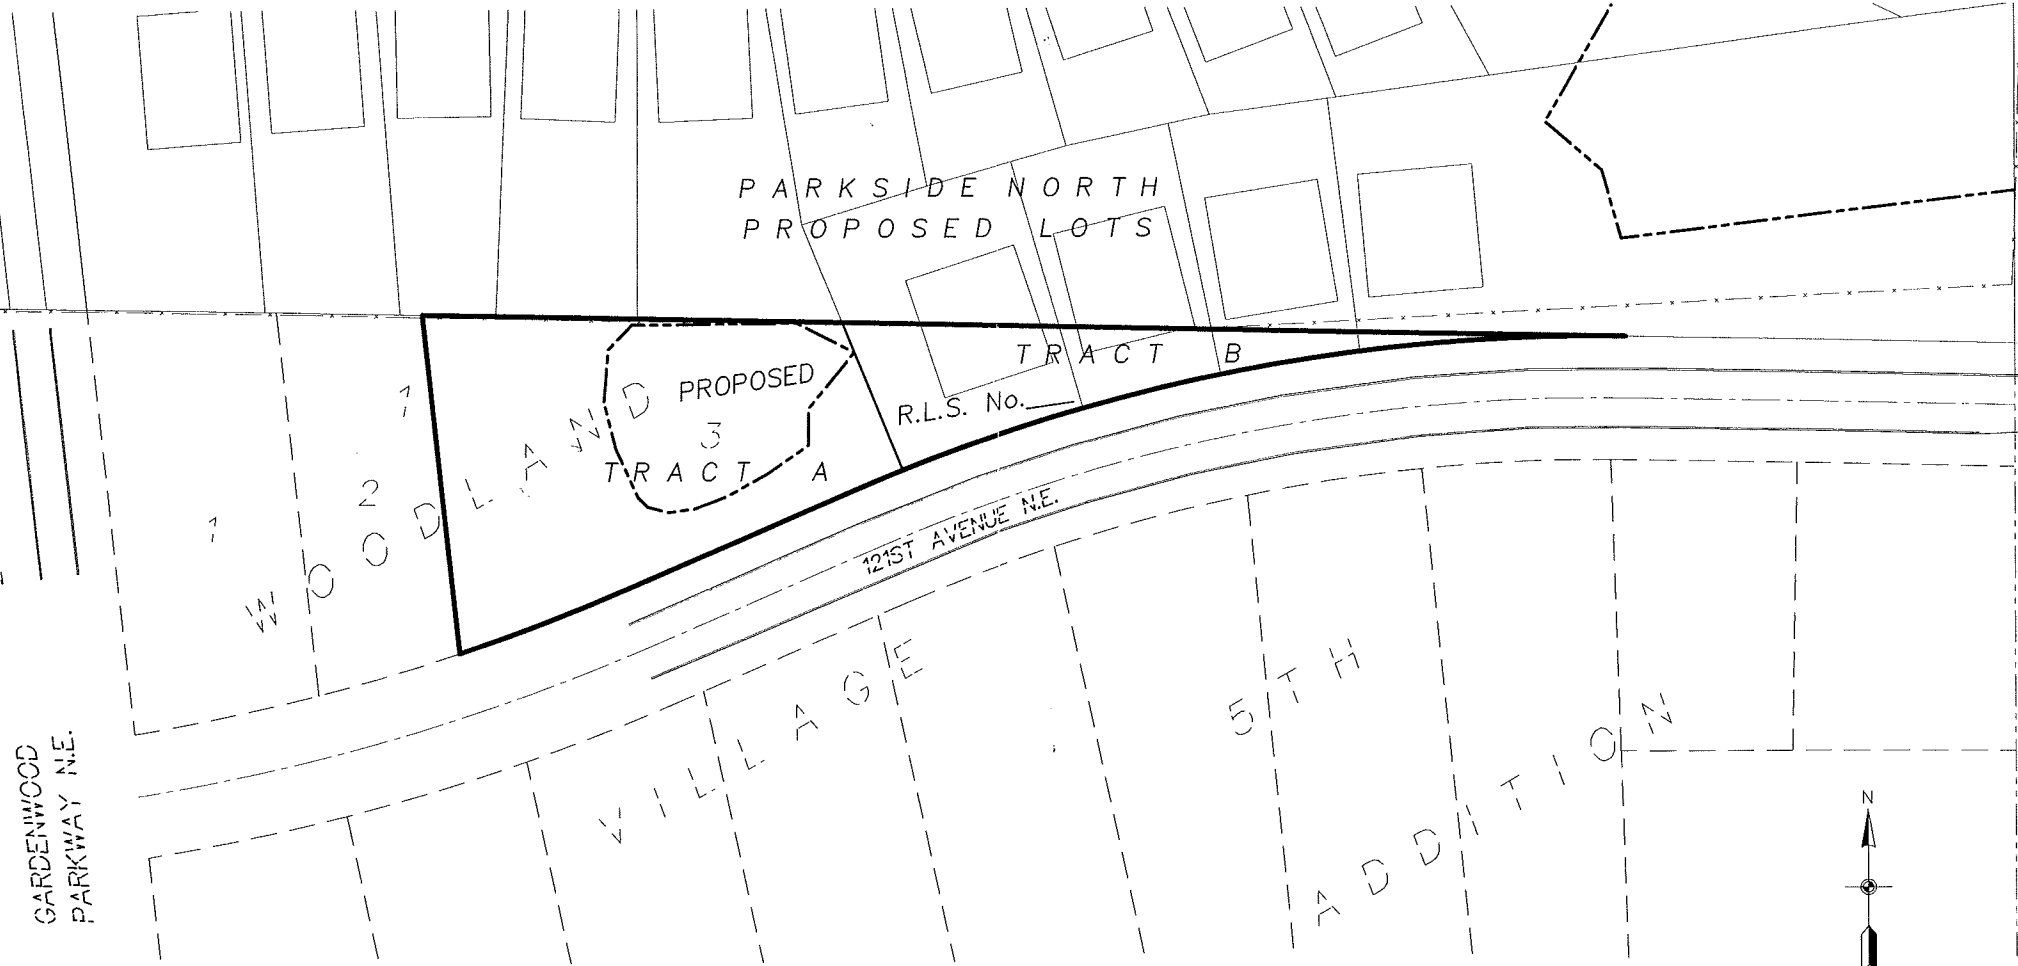 PARKSIDE NORTH
PROPOSED LOTS
TRACT B
1
PROPOSED
R.L.S. No.
3
TRACT A
2
1
WOODLAND
121ST AVENUE N.E.
VILLAGE
5TH
ADDITION
GARDENWOOD
PARKWAY N.E.
N